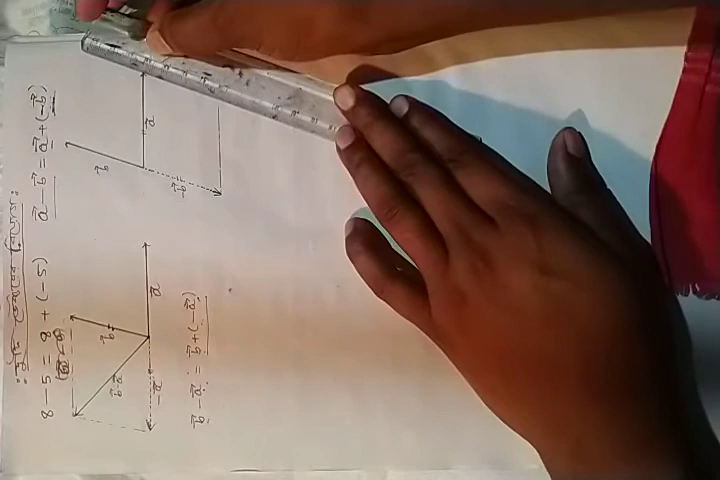 : দুটি ভেক্টরের বিয়োগ :
8 − 5 = 8 + (−5)
a⃗ − b⃗ = a⃗ + (−b⃗)
b⃗
a⃗
−b⃗
b⃗
b⃗-a⃗
a⃗
−a⃗
b⃗ − a⃗ = b⃗ + (−a⃗)